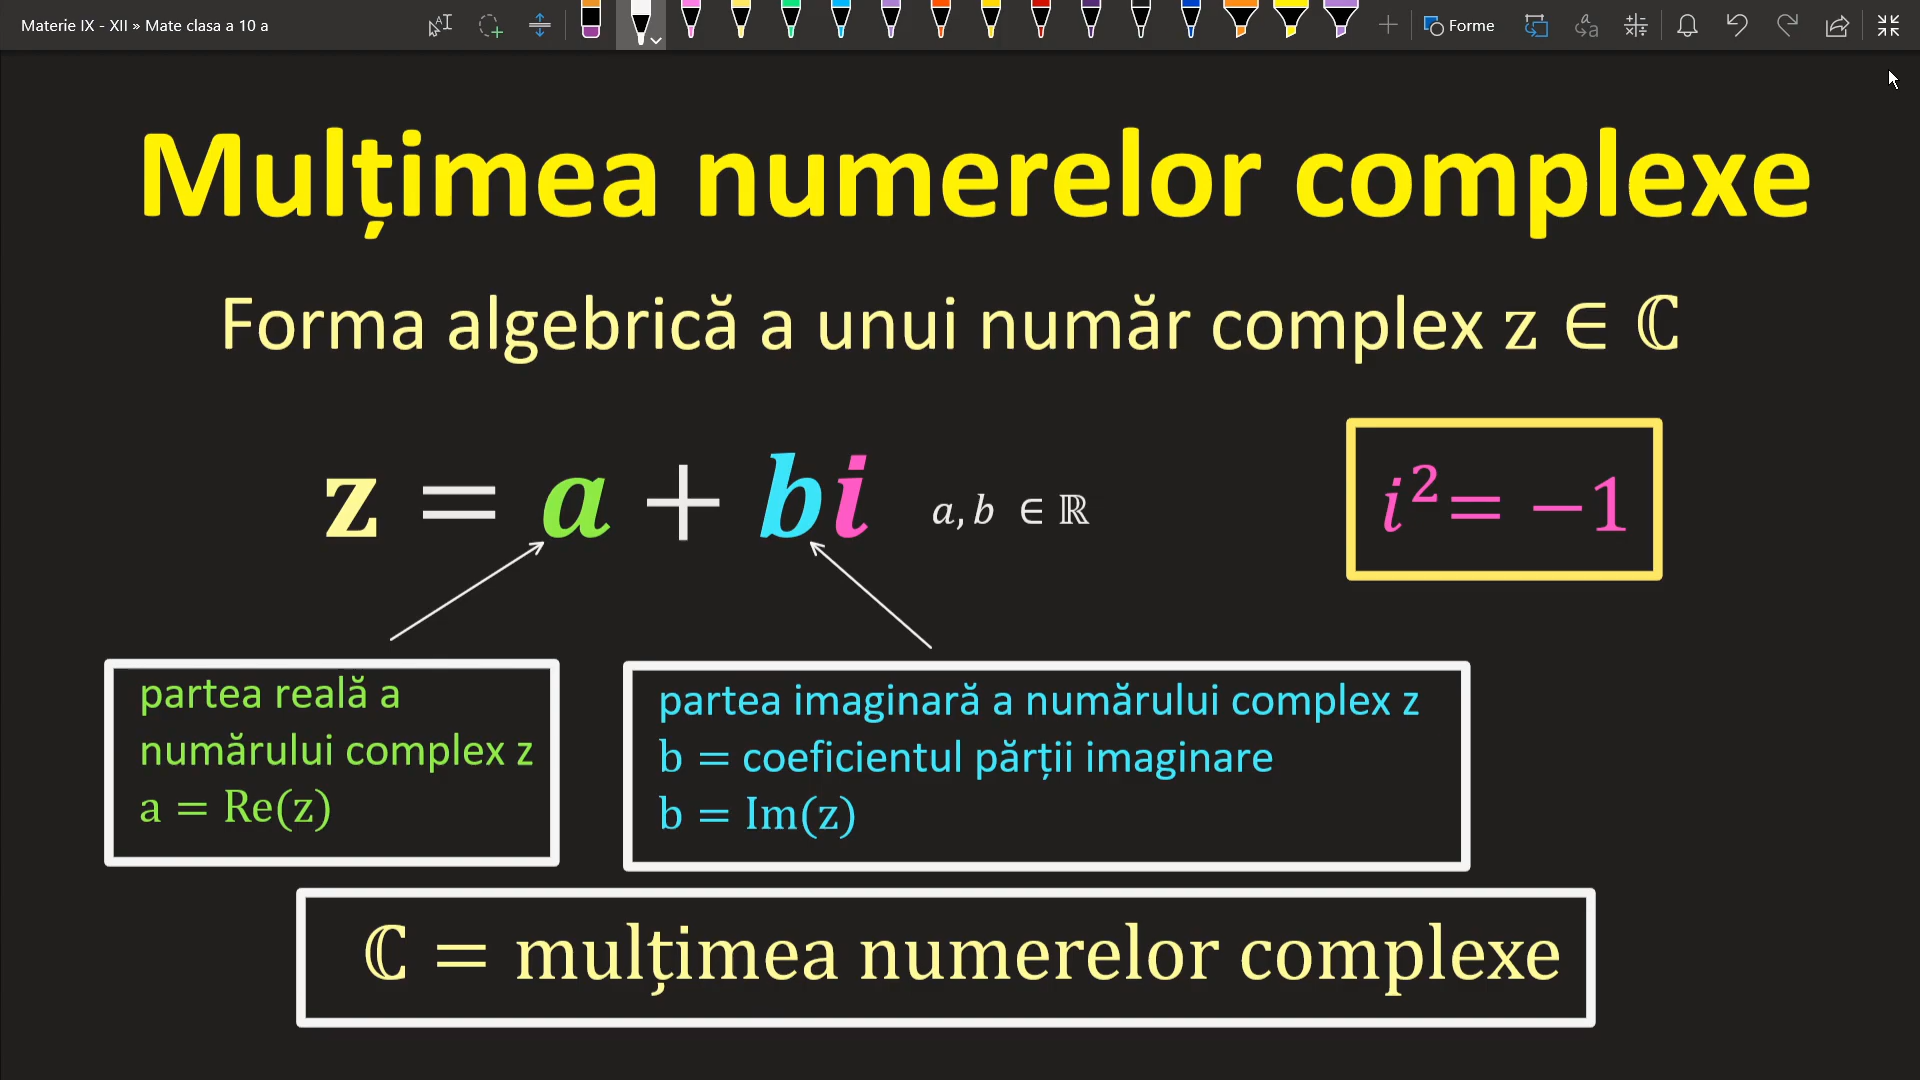 Materie IX - XII » Mate clasa a 10 a
Forme
Mulțimea numerelor complexe
Forma algebrică a unui număr complex z ∈ ℂ
z = a + bi a, b ∈ ℝ
i² = −1
partea reală a
numărului complex z
a = Re(z)
partea imaginară a numărului complex z
b = coeficientul părții imaginare
b = Im(z)
ℂ = mulțimea numerelor complexe